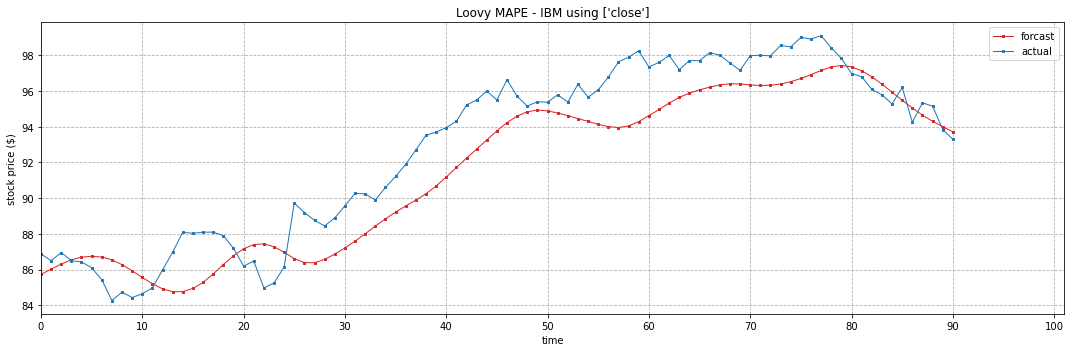 Loovy MAPE - IBM using ['close']
forcast
actual
stock price ($)
98
96
94
92
90
88
86
84
0 10 20 30 40 50 60 70 80 90 100
time